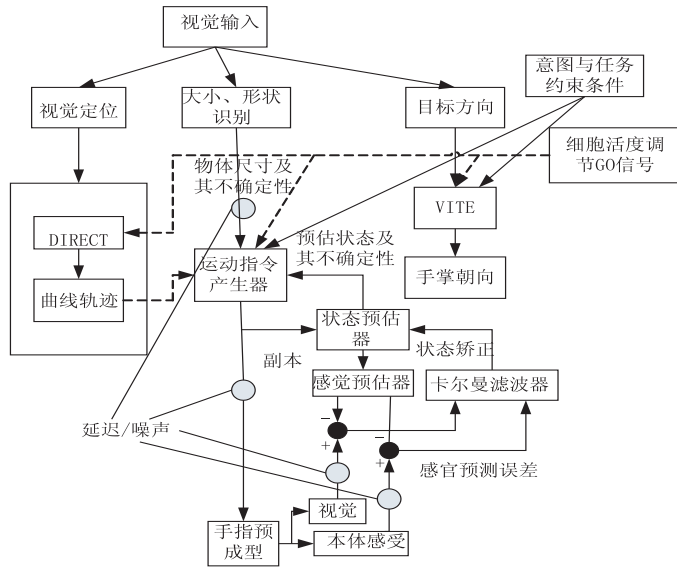 视觉输入
意图与任务
约束条件
视觉定位
大小、形状
识别
目标方向
细胞活度调
节GO信号
物体尺寸及
其不确定性
DIRECT
VITE
预估状态及
其不确定性
运动指令
产生器
手掌朝向
曲线轨迹
状态预估
器
状态矫正
副本
感觉预估器
卡尔曼滤波器
−
+
延迟/噪声
−
+
感官预测误差
视觉
手指预
成型
本体感受